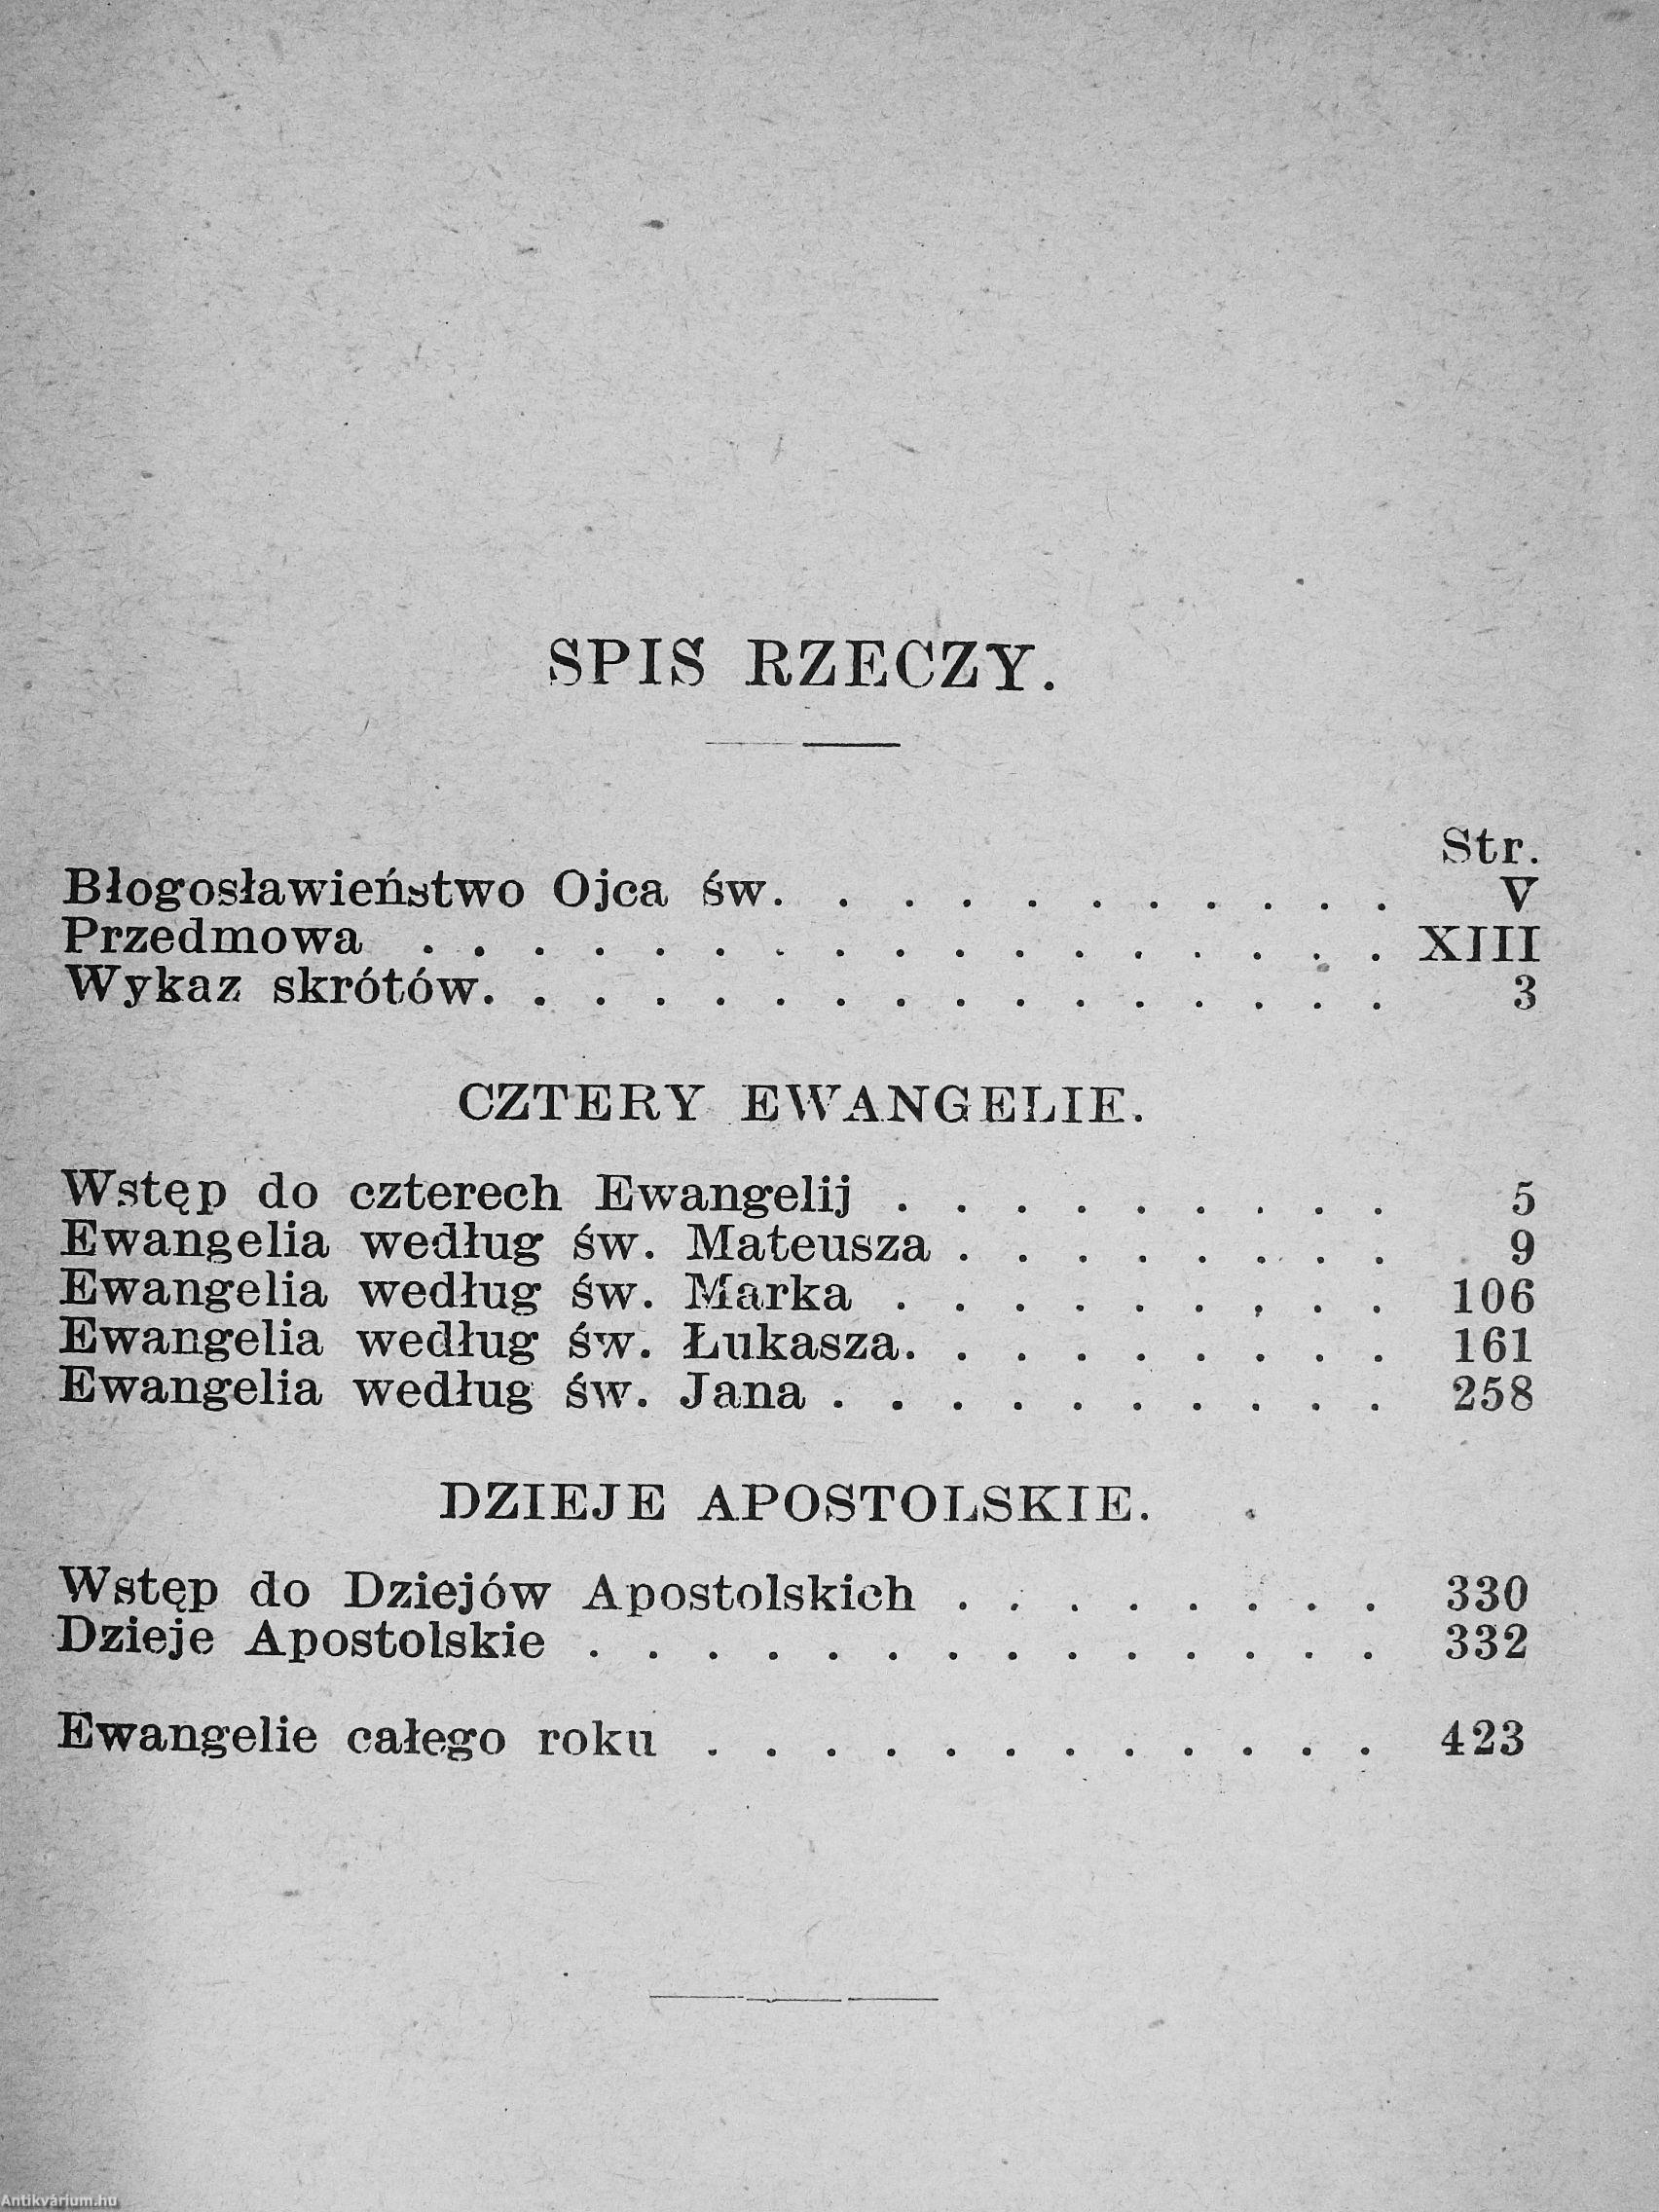 SPIS RZECZY.
Str.
Błogosławieństwo Ojca św. . . . . . . . . . . V
Przedmowa . . . . . . . . . . . . . . . . . XIII
Wykaz skrótów. . . . . . . . . . . . . . . . 3
CZTERY EWANGELIE.
Wstęp do czterech Ewangelij . . . . . . . . . 5
Ewangelia według św. Mateusza . . . . . . . . 9
Ewangelia według św. Marka . . . . . . . . . 106
Ewangelia według św. Łukasza. . . . . . . . . 161
Ewangelia według św. Jana . . . . . . . . . . 258
DZIEJE APOSTOLSKIE.
Wstęp do Dziejów Apostolskich . . . . . . . . 330
Dzieje Apostolskie . . . . . . . . . . . . . . 332
Ewangelie całego roku . . . . . . . . . . . . 423
Antikvárium.hu